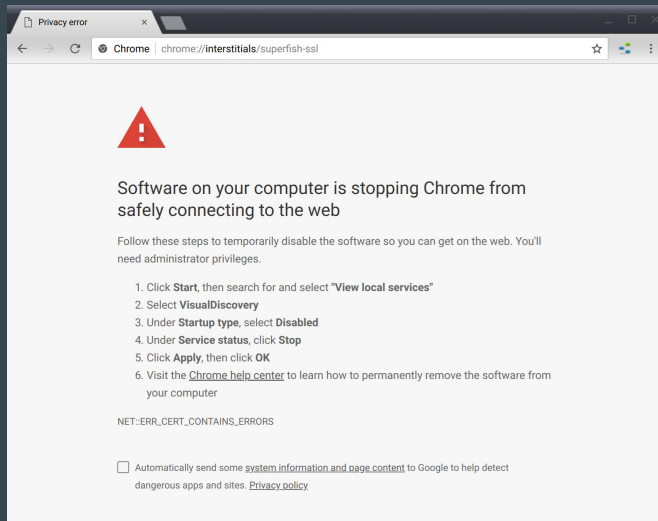 Privacy error
Chrome chrome://interstitials/superfish-ssl
Software on your computer is stopping Chrome from
safely connecting to the web
Follow these steps to temporarily disable the software so you can get on the web. You'll
need administrator privileges.
1. Click Start, then search for and select "View local services"
2. Select VisualDiscovery
3. Under Startup type, select Disabled
4. Under Service status, click Stop
5. Click Apply, then click OK
6. Visit the Chrome help center to learn how to permanently remove the software from
your computer
NET::ERR_CERT_CONTAINS_ERRORS
Automatically send some system information and page content to Google to help detect
dangerous apps and sites. Privacy policy